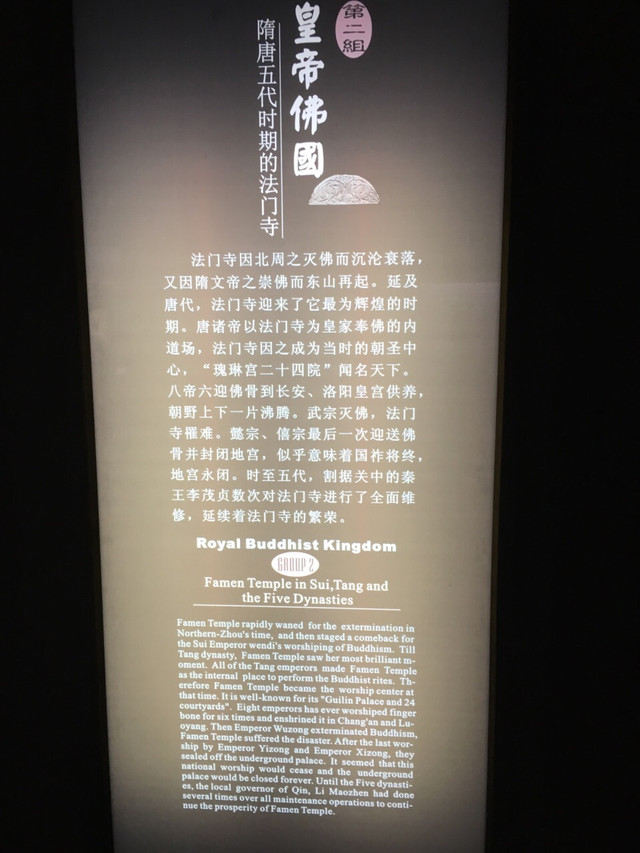 第二組
皇帝佛國
隋唐五代时期的法门寺
法门寺因北周之灭佛而沉沦衰落，
又因隋文帝之崇佛而东山再起。延及
唐代，法门寺迎来了它最为辉煌的时
期。唐诸帝以法门寺为皇家奉佛的内
道场，法门寺因之成为当时的朝圣中
心，“瑰琳宫二十四院”闻名天下。
八帝六迎佛骨到长安、洛阳皇宫供养，
朝野上下一片沸腾。武宗灭佛，法门
寺罹难。懿宗、僖宗最后一次迎送佛
骨并封闭地宫，似乎意味着国祚将终，
地宫永闭。时至五代，割据关中的秦
王李茂贞数次对法门寺进行了全面维
修，延续着法门寺的繁荣。
Royal Buddhist Kingdom
GROUP 2
Famen Temple in Sui,Tang and
the Five Dynasties
Famen Temple rapidly waned for the extermination in
Northern-Zhou's time, and then staged a comeback for
the Sui Emperor wendi's worshiping of Buddhism. Till
Tang dynasty, Famen Temple saw her most brilliant m-
oment. All of the Tang emperors made Famen Temple
as the internal place to perform the Buddhist rites. Th-
erefore Famen Temple became the worship center at
that time. It is well-known for its "Guilin Palace and 24
courtyards". Eight emperors has ever worshiped finger
bone for six times and enshrined it in Chang'an and Lu-
oyang. Then Emperor Wuzong exterminated Buddhism,
Famen Temple suffered the disaster. After the last wor-
ship by Emperor Yizong and Emperor Xizong, they
sealed off the underground palace. It seemed that this
national worship would cease and the underground
palace would be closed forever. Until the Five dynasti-
es, the local governor of Qin, Li Maozhen had done
several times over all maintenance operations to conti-
nue the prosperity of Famen Temple.